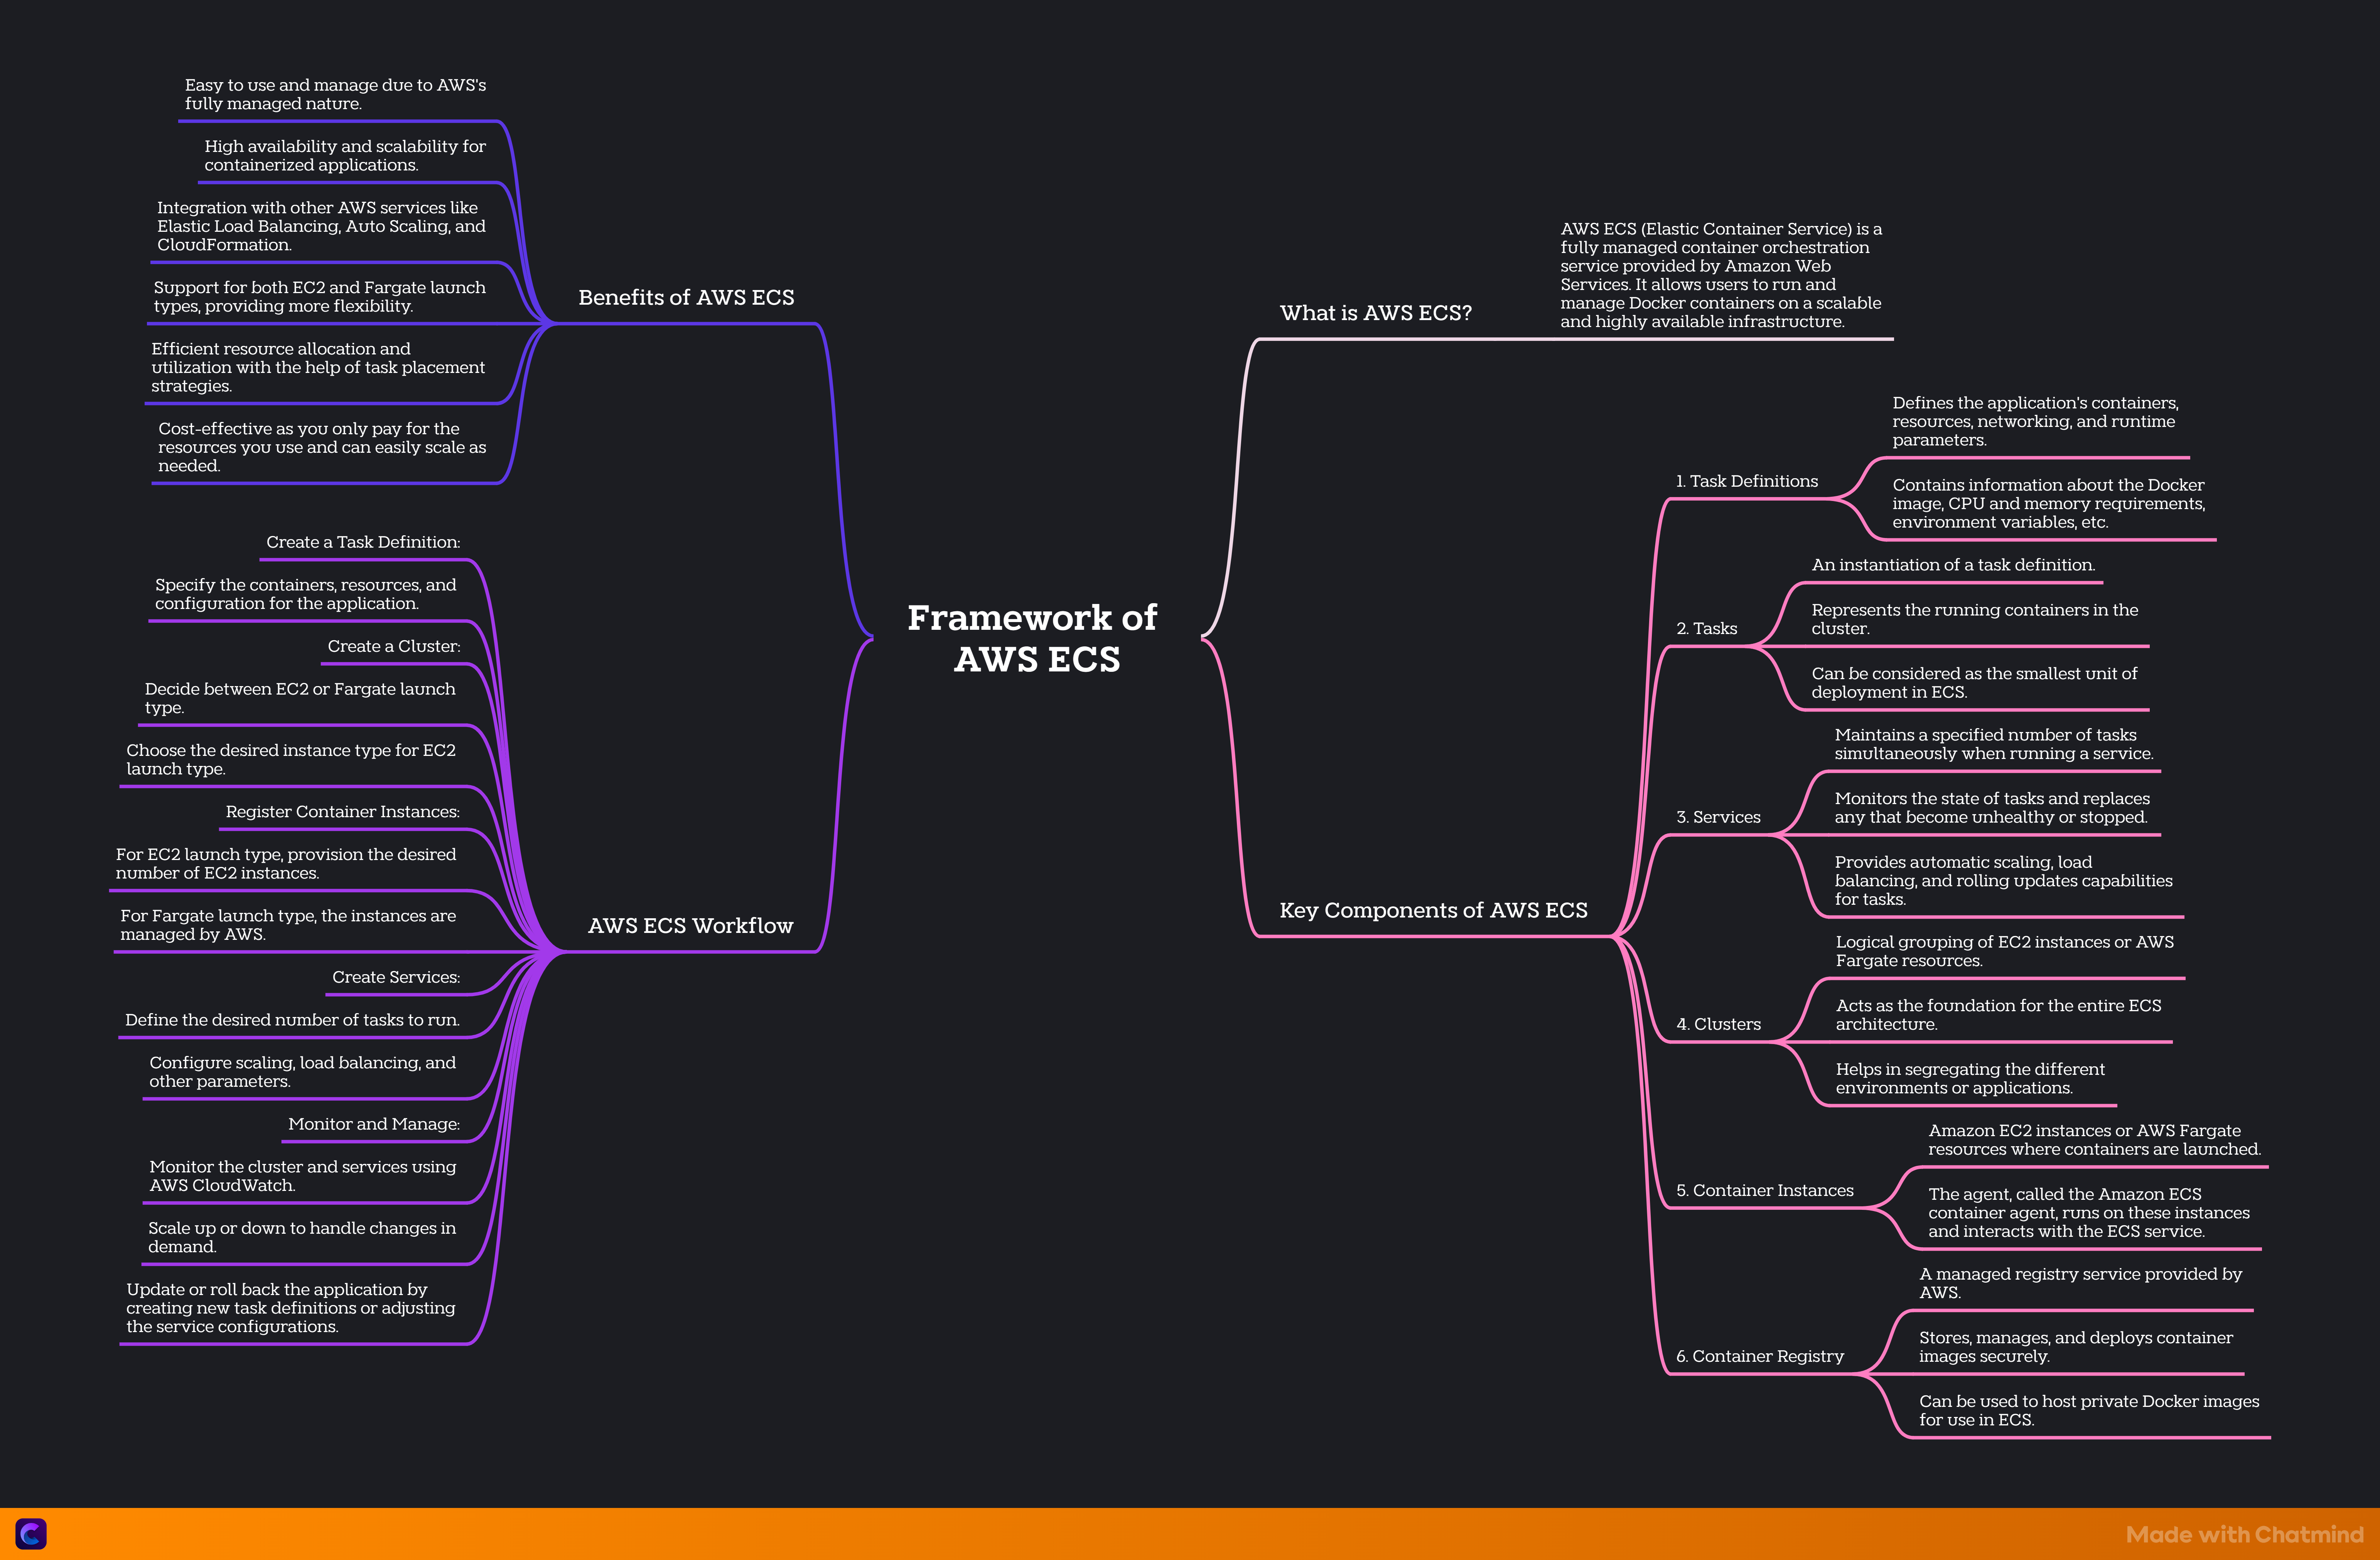 Framework of
AWS ECS
What is AWS ECS?
AWS ECS (Elastic Container Service) is a
fully managed container orchestration
service provided by Amazon Web
Services. It allows users to run and
manage Docker containers on a scalable
and highly available infrastructure.
Key Components of AWS ECS
1. Task Definitions
Defines the application's containers,
resources, networking, and runtime
parameters.
Contains information about the Docker
image, CPU and memory requirements,
environment variables, etc.
2. Tasks
An instantiation of a task definition.
Represents the running containers in the
cluster.
Can be considered as the smallest unit of
deployment in ECS.
3. Services
Maintains a specified number of tasks
simultaneously when running a service.
Monitors the state of tasks and replaces
any that become unhealthy or stopped.
Provides automatic scaling, load
balancing, and rolling updates capabilities
for tasks.
4. Clusters
Logical grouping of EC2 instances or AWS
Fargate resources.
Acts as the foundation for the entire ECS
architecture.
Helps in segregating the different
environments or applications.
5. Container Instances
Amazon EC2 instances or AWS Fargate
resources where containers are launched.
The agent, called the Amazon ECS
container agent, runs on these instances
and interacts with the ECS service.
6. Container Registry
A managed registry service provided by
AWS.
Stores, manages, and deploys container
images securely.
Can be used to host private Docker images
for use in ECS.
Benefits of AWS ECS
Easy to use and manage due to AWS's
fully managed nature.
High availability and scalability for
containerized applications.
Integration with other AWS services like
Elastic Load Balancing, Auto Scaling, and
CloudFormation.
Support for both EC2 and Fargate launch
types, providing more flexibility.
Efficient resource allocation and
utilization with the help of task placement
strategies.
Cost-effective as you only pay for the
resources you use and can easily scale as
needed.
AWS ECS Workflow
Create a Task Definition:
Specify the containers, resources, and
configuration for the application.
Create a Cluster:
Decide between EC2 or Fargate launch
type.
Choose the desired instance type for EC2
launch type.
Register Container Instances:
For EC2 launch type, provision the desired
number of EC2 instances.
For Fargate launch type, the instances are
managed by AWS.
Create Services:
Define the desired number of tasks to run.
Configure scaling, load balancing, and
other parameters.
Monitor and Manage:
Monitor the cluster and services using
AWS CloudWatch.
Scale up or down to handle changes in
demand.
Update or roll back the application by
creating new task definitions or adjusting
the service configurations.
Made with Chatmind